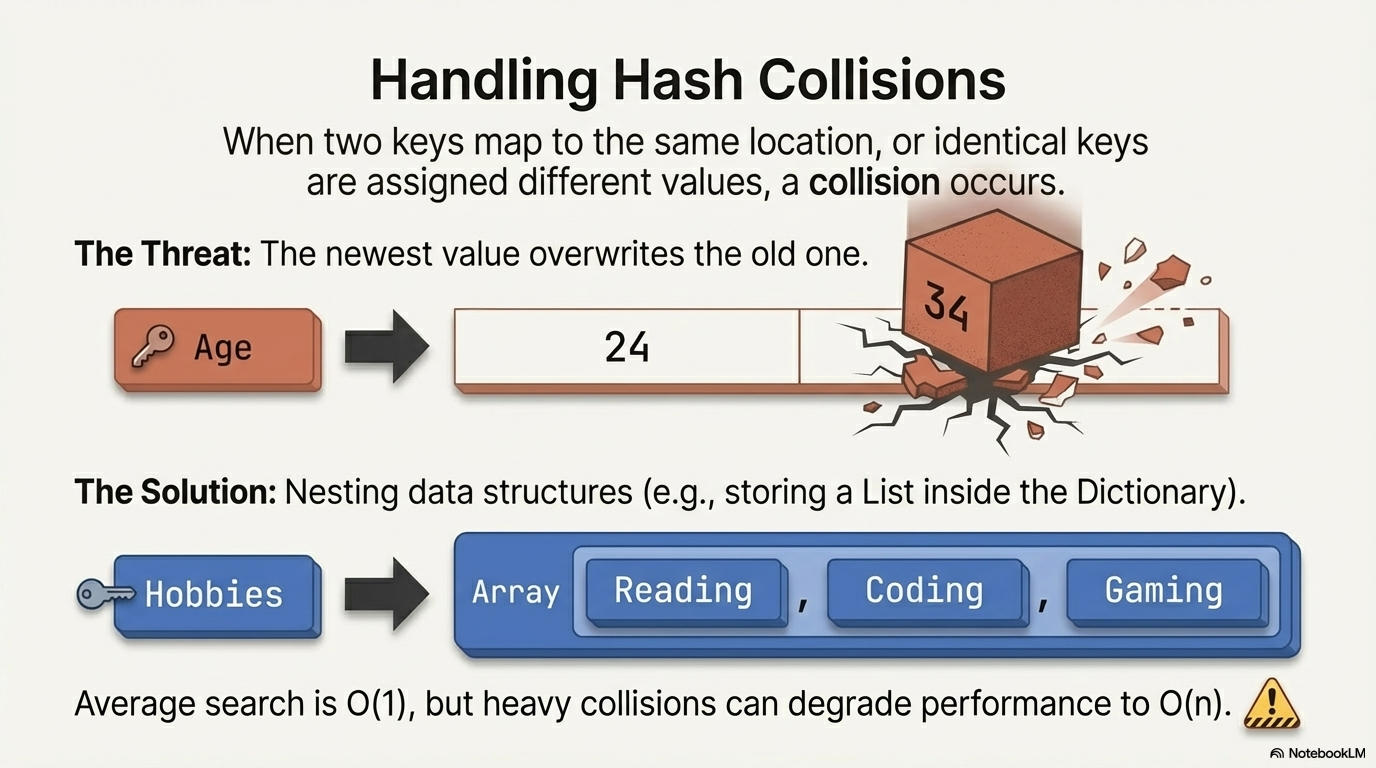 Handling Hash Collisions
When two keys map to the same location, or identical keys
are assigned different values, a collision occurs.
The Threat: The newest value overwrites the old one.
Age
24
34
The Solution: Nesting data structures (e.g., storing a List inside the Dictionary).
Hobbies
Array Reading , Coding , Gaming
Average search is O(1), but heavy collisions can degrade performance to O(n).
NotebookLM